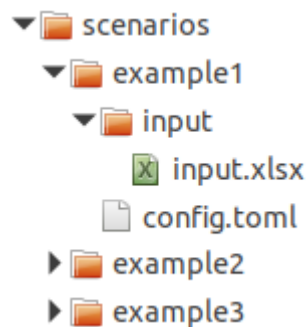 scenarios
example1
input
input.xlsx
config.toml
example2
example3